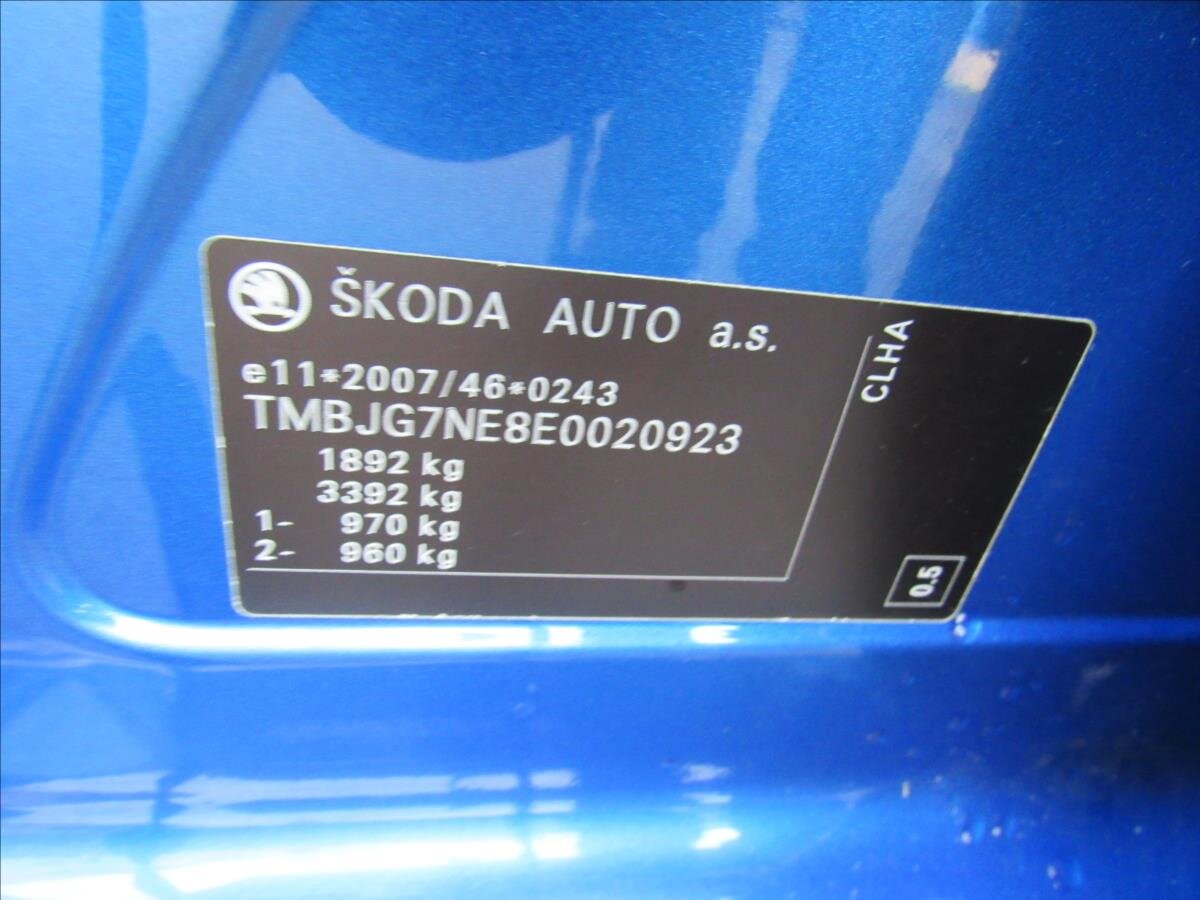 ŠKODA AUTO a.s.
e11*2007/46*0243
TMBJG7NE8E0020923
1892 kg
3392 kg
1- 970 kg
2- 960 kg
CLHA
0.5